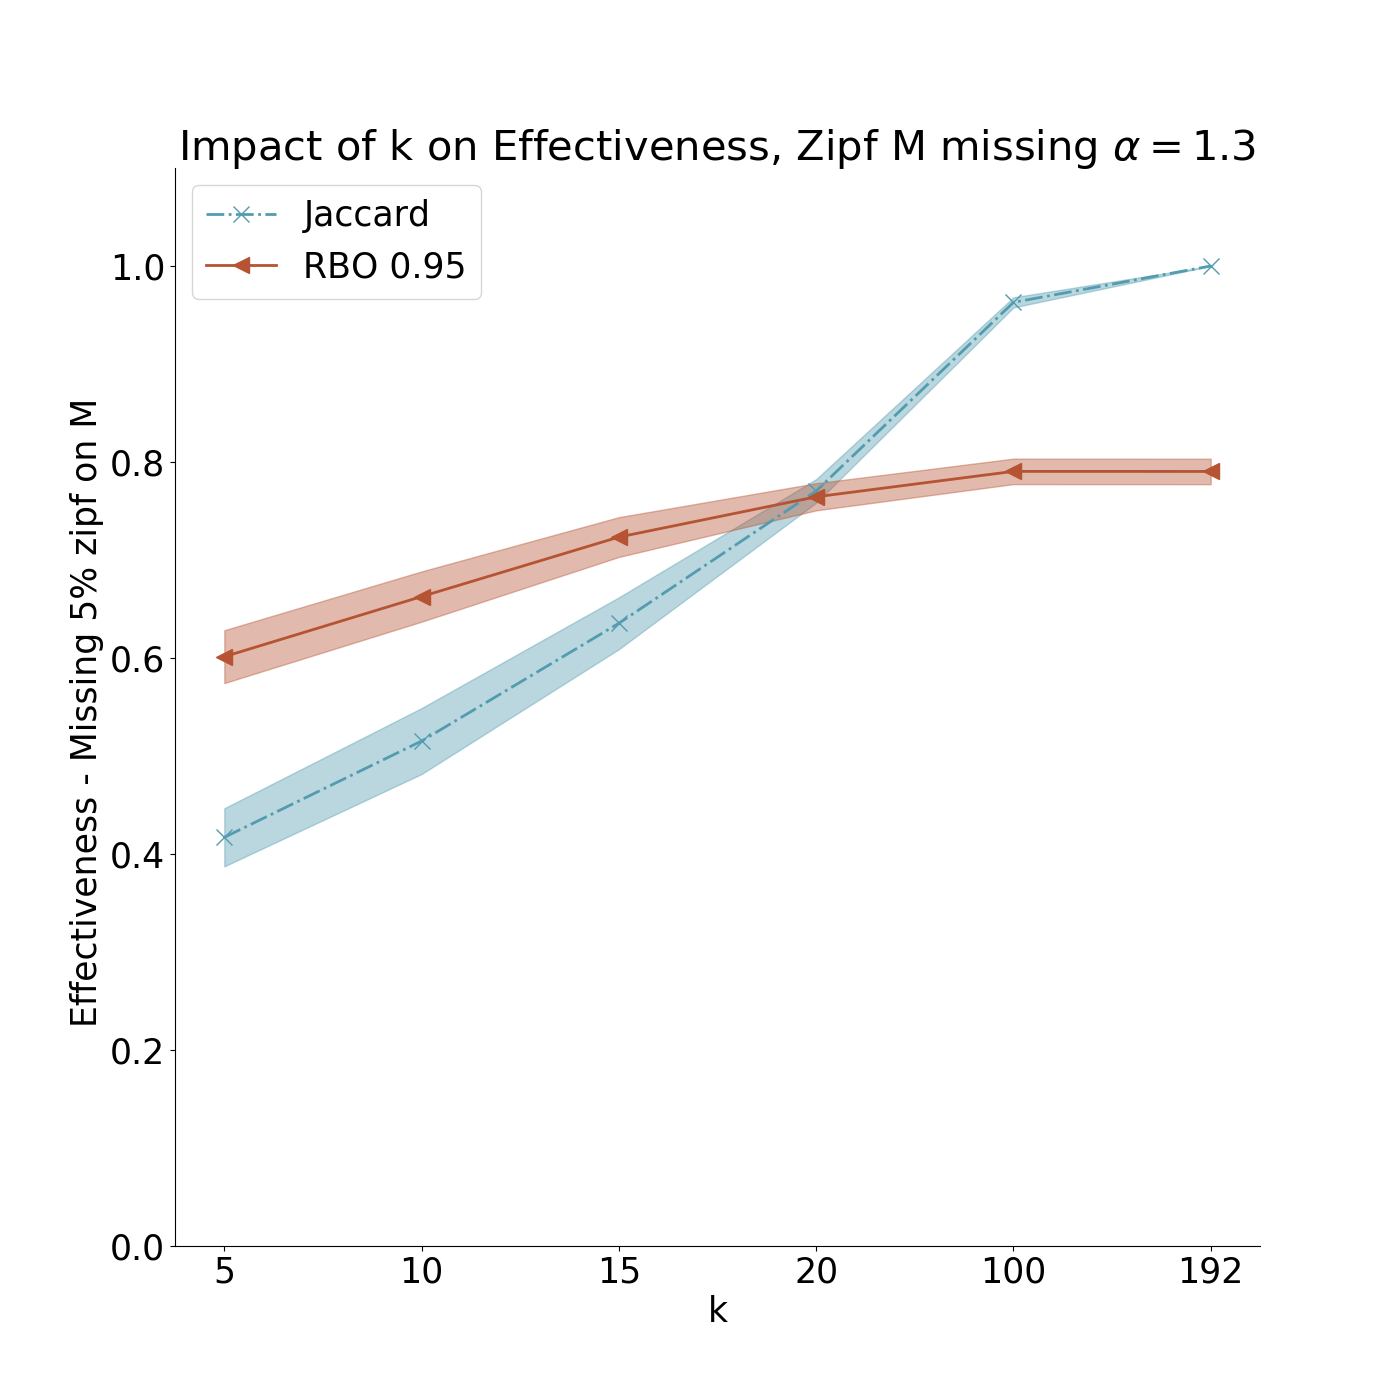 Impact of k on Effectiveness, Zipf M missing α = 1.3
Jaccard
RBO 0.95
Effectiveness - Missing 5% zipf on M
1.0
0.8
0.6
0.4
0.2
0.0
5 10 15 20 100 192
k